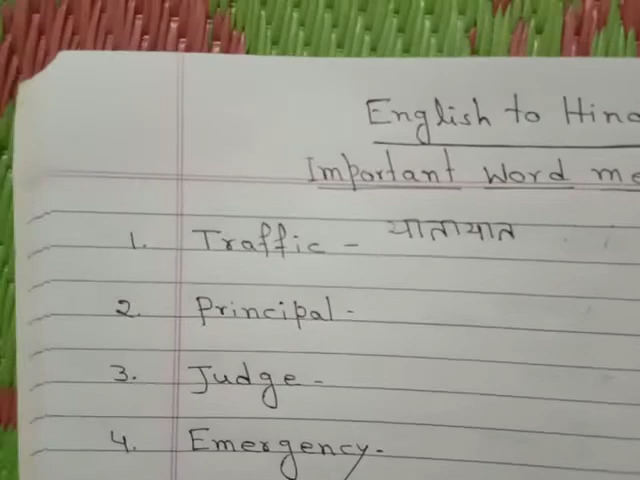 English to Hind
Important Word me
1. Traffic - यातायात
2. Principal -
3. Judge -
4. Emergency -